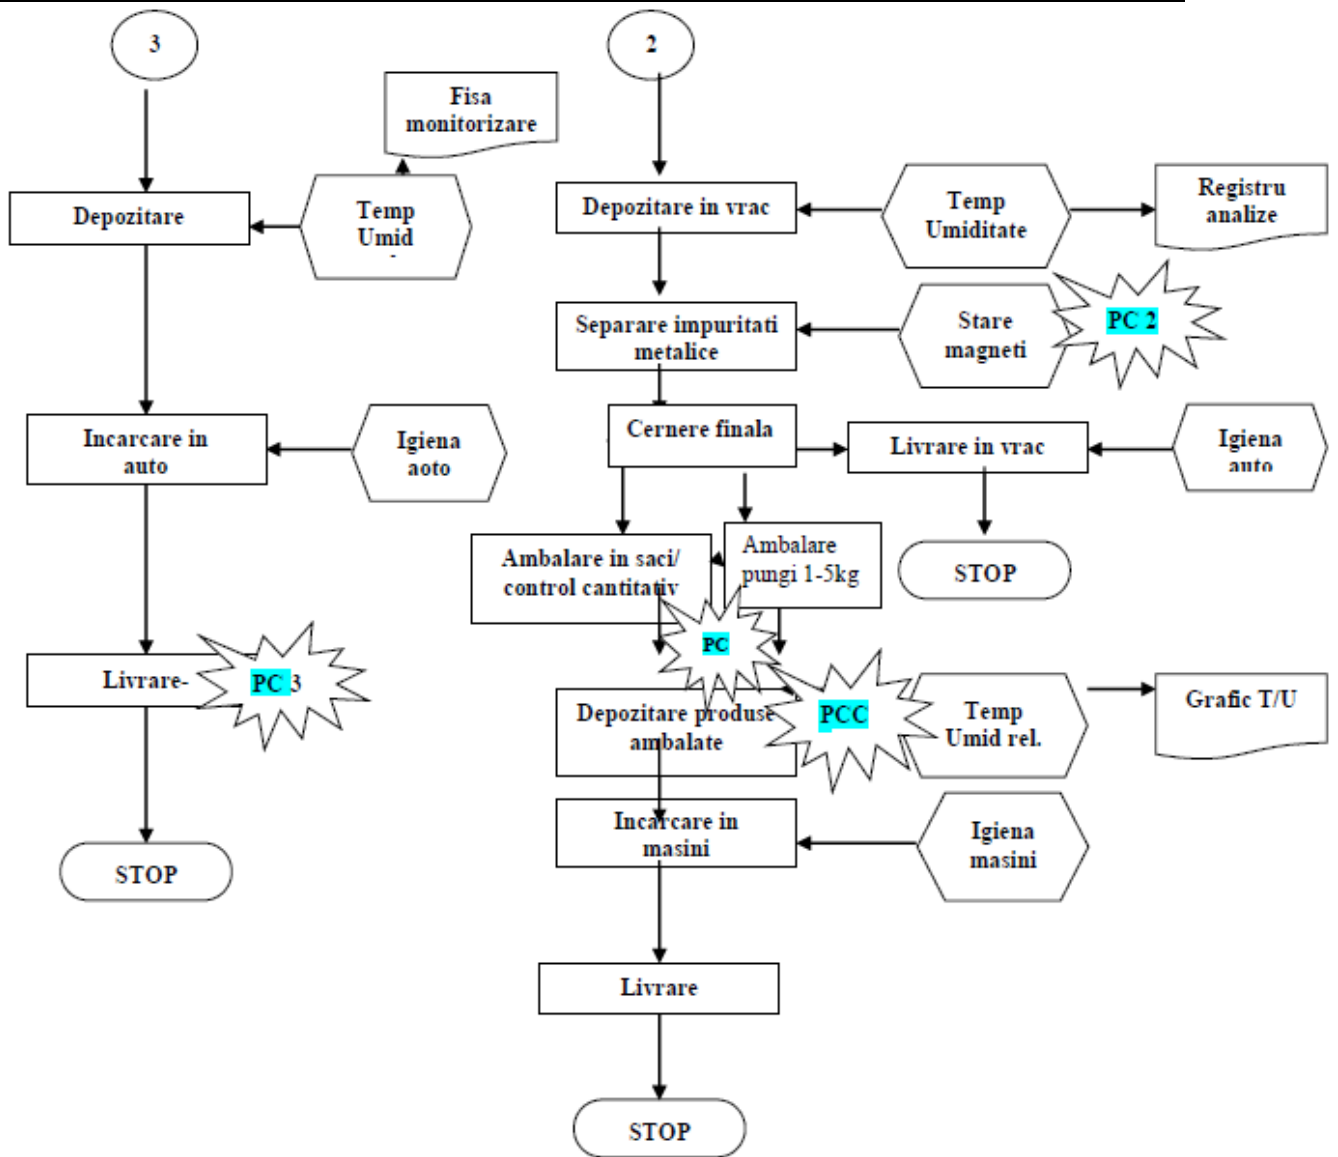 3
2
Fisa
monitorizare
Depozitare
Temp
Umid
Depozitare in vrac
Temp
Umiditate
Registru
analize
Separare impuritati
metalice
Stare
magneti
PC 2
Incarcare in
auto
Igiena
aoto
Cernere finala
Livrare in vrac
Igiena
auto
Ambalare in saci/
control cantitativ
Ambalare
pungi 1-5kg
STOP
PC
Livrare-
PC 3
Depozitare produse
ambalate
PCC
Temp
Umid rel.
Grafic T/U
Incarcare in
masini
Igiena
masini
STOP
Livrare
STOP